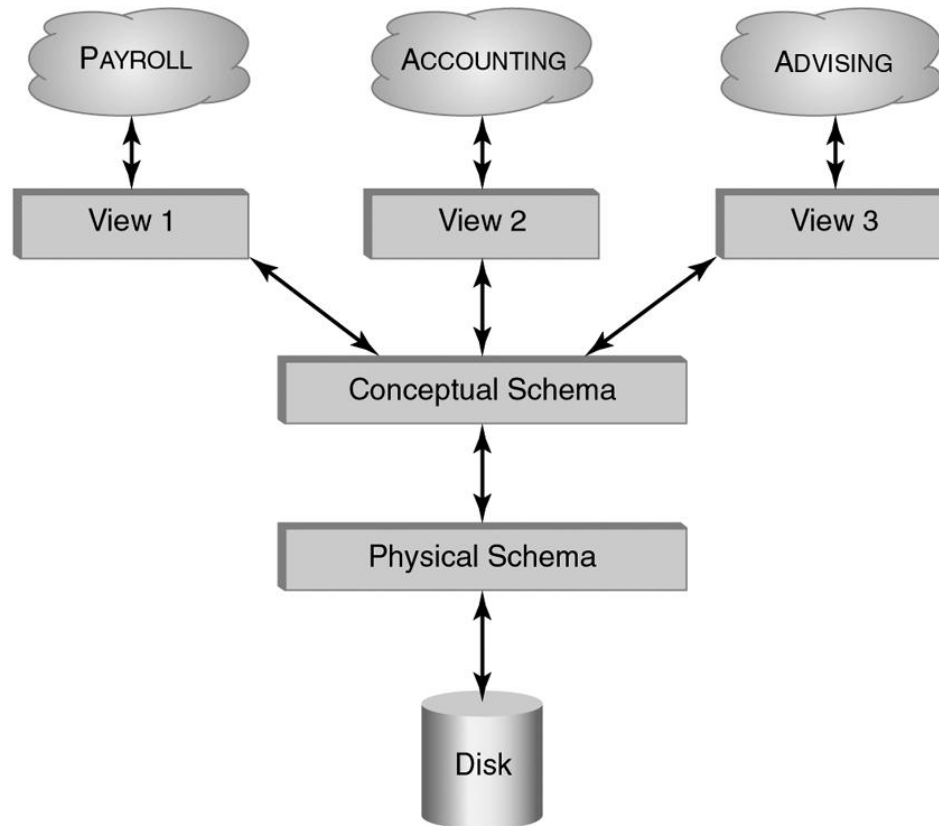 PAYROLL
ACCOUNTING
ADVISING
View 1
View 2
View 3
Conceptual Schema
Physical Schema
Disk